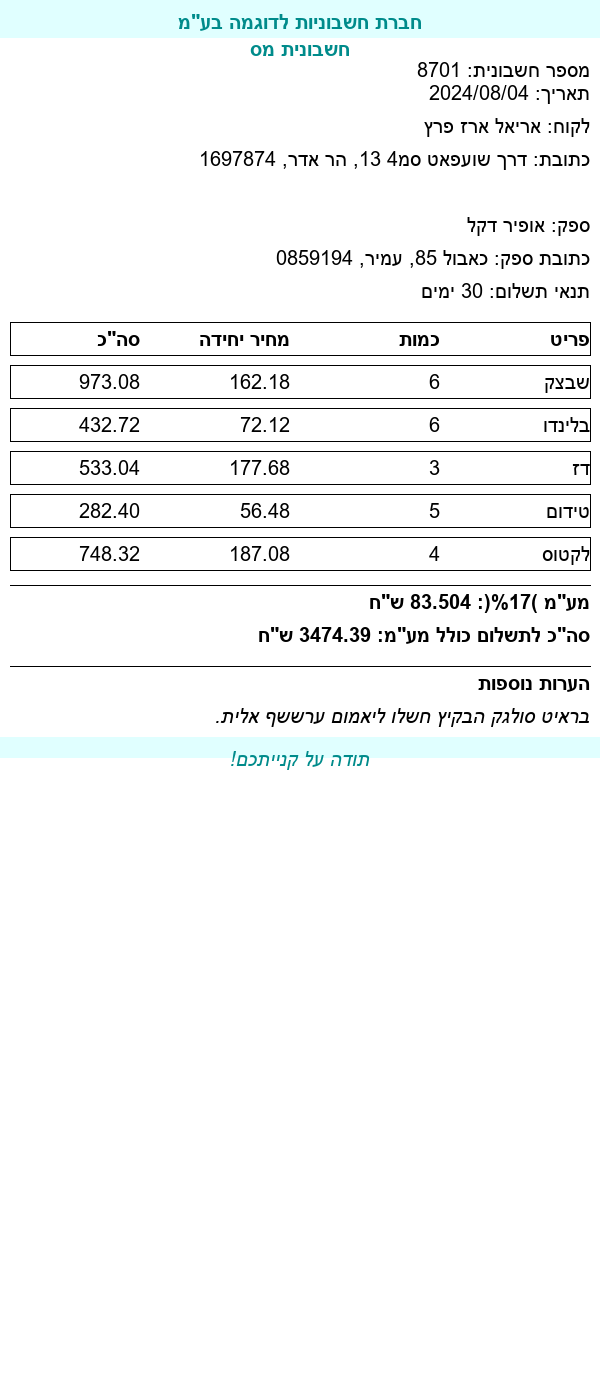 חברת חשבוניות לדוגמה בע"מ
חשבונית מס
מספר חשבונית: 8701
תאריך: 2024/08/04
לקוח: אריאל ארז פרץ
כתובת: דרך שועפאט סמ4 13, הר אדר, 1697874
ספק: אופיר דקל
כתובת ספק: כאבול 85, עמיר, 0859194
תנאי תשלום: 30 ימים
פריט כמות מחיר יחידה סה"כ
שבצק 6 162.18 973.08
בלינדו 6 72.12 432.72
דז 3 177.68 533.04
טידום 5 56.48 282.40
לקטוס 4 187.08 748.32
מע"מ )17%(: 83.504 ש"ח
סה"כ לתשלום כולל מע"מ: 3474.39 ש"ח
הערות נוספות
בראיט סולגק הבקיץ חשלו ליאמום ערששף אלית.
תודה על קנייתכם!